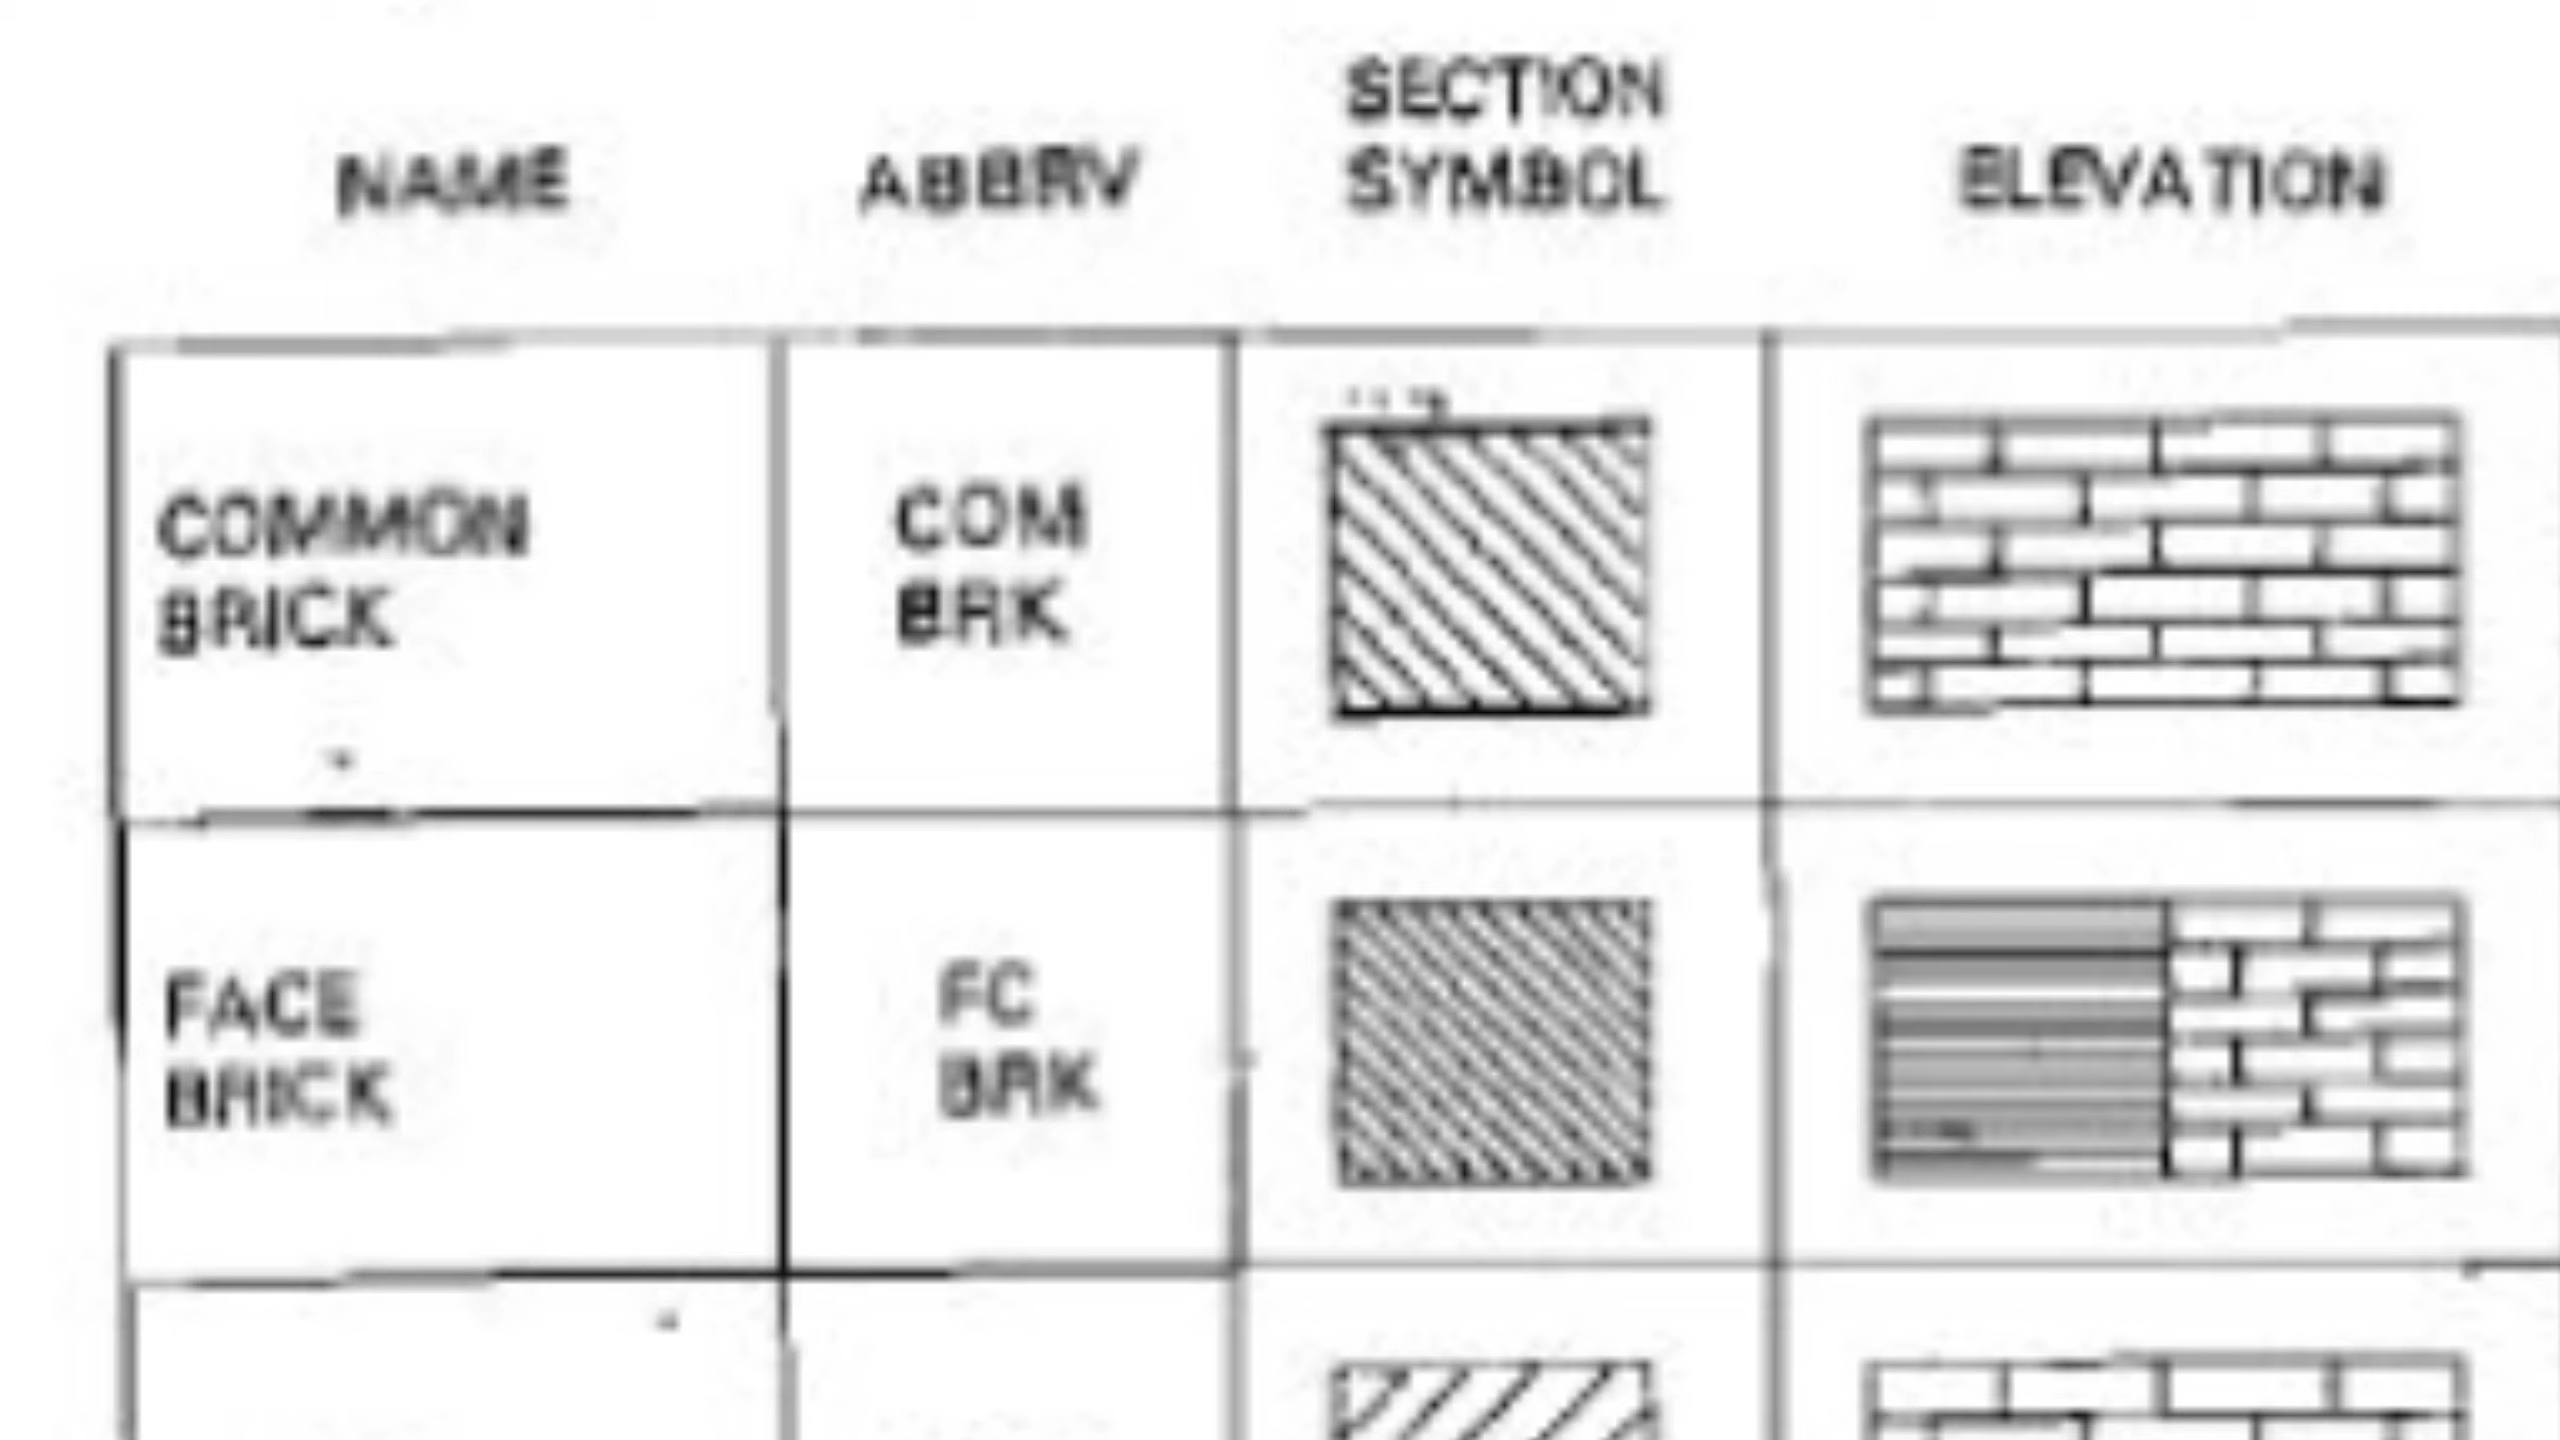 NAME
ABBRV
SECTION
SYMBOL
ELEVATION
COMMON
BRICK
COM
BRK
FACE
BRICK
FC
BRK